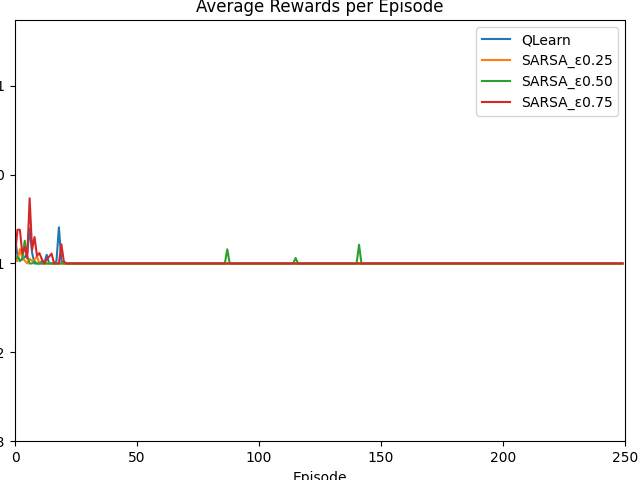 Average Rewards per Episode
QLearn
SARSA_ε0.25
SARSA_ε0.50
SARSA_ε0.75
1
0
1
2
3
0 50 100 150 200 250
Episode